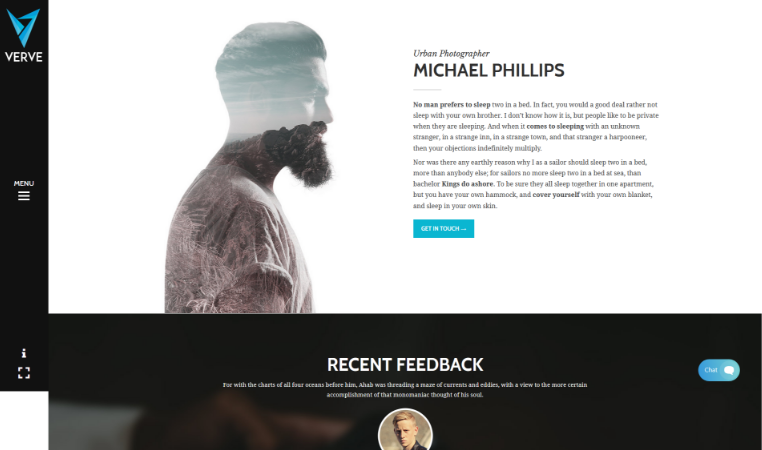 VERVE
MENU
Urban Photographer
MICHAEL PHILLIPS
No man prefers to sleep two in a bed. In fact, you would a good deal rather not
sleep with your own brother. I don't know how it is, but people like to be private
when they are sleeping. And when it comes to sleeping with an unknown
stranger, in a strange inn, in a strange town, and that stranger a harpooneer,
then your objections indefinitely multiply.
Nor was there any earthly reason why I as a sailor should sleep two in a bed,
more than anybody else; for sailors no more sleep two in a bed at sea, than
bachelor Kings do ashore. To be sure they all sleep together in one apartment,
but you have your own hammock, and cover yourself with your own blanket,
and sleep in your own skin.
GET IN TOUCH →
RECENT FEEDBACK
For with the charts of all four oceans before him, Ahab was threading a maze of currents and eddies, with a view to the more certain
accomplishment of that monomaniac thought of his soul.
Chat